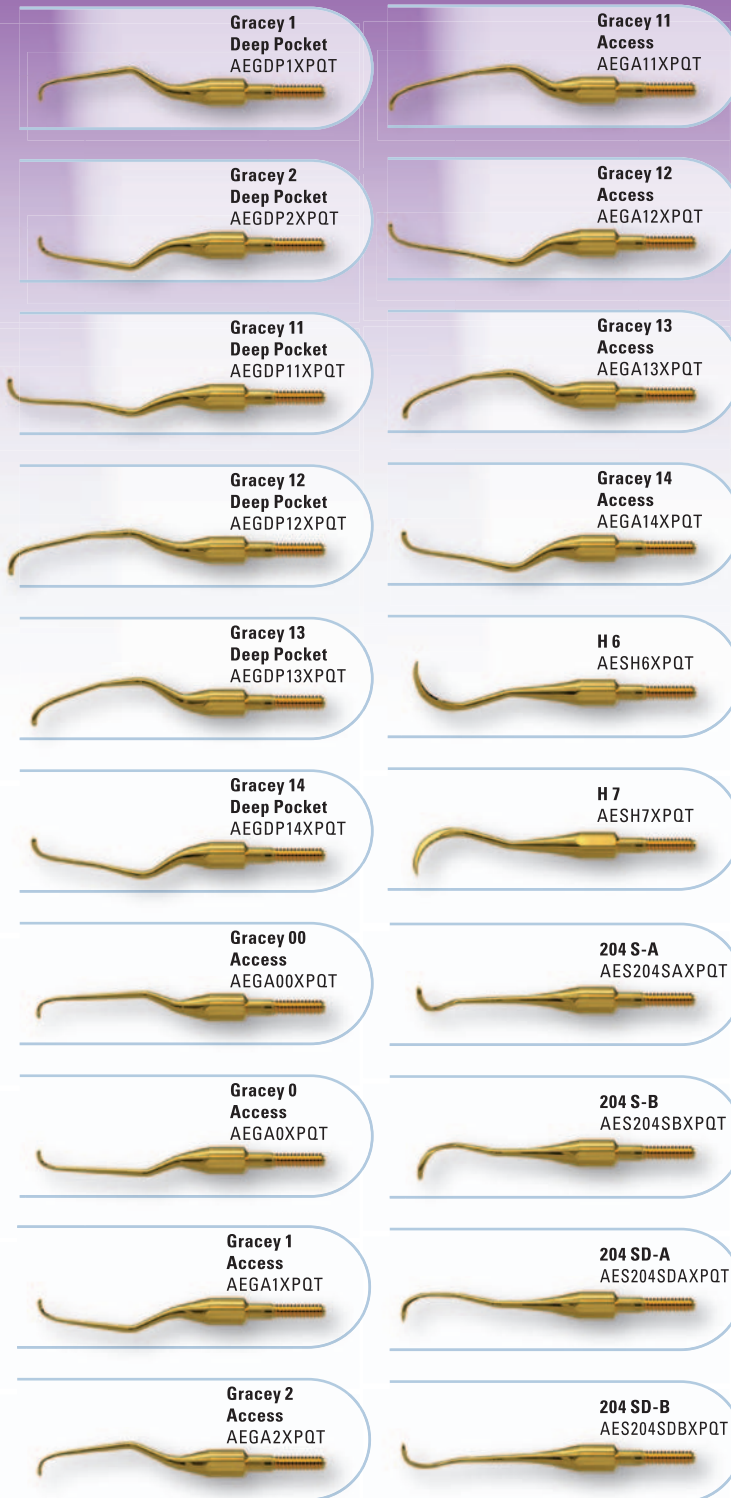 Gracey 1
Deep Pocket
AEGDP1XPQT
Gracey 2
Deep Pocket
AEGDP2XPQT
Gracey 11
Deep Pocket
AEGDP11XPQT
Gracey 12
Deep Pocket
AEGDP12XPQT
Gracey 13
Deep Pocket
AEGDP13XPQT
Gracey 14
Deep Pocket
AEGDP14XPQT
Gracey 00
Access
AEGA00XPQT
Gracey 0
Access
AEGA0XPQT
Gracey 1
Access
AEGA1XPQT
Gracey 2
Access
AEGA2XPQT
Gracey 11
Access
AEGA11XPQT
Gracey 12
Access
AEGA12XPQT
Gracey 13
Access
AEGA13XPQT
Gracey 14
Access
AEGA14XPQT
H 6
AESH6XPQT
H 7
AESH7XPQT
204 S-A
AES204SAXPQT
204 S-B
AES204SBXPQT
204 SD-A
AES204SDAXPQT
204 SD-B
AES204SDBXPQT